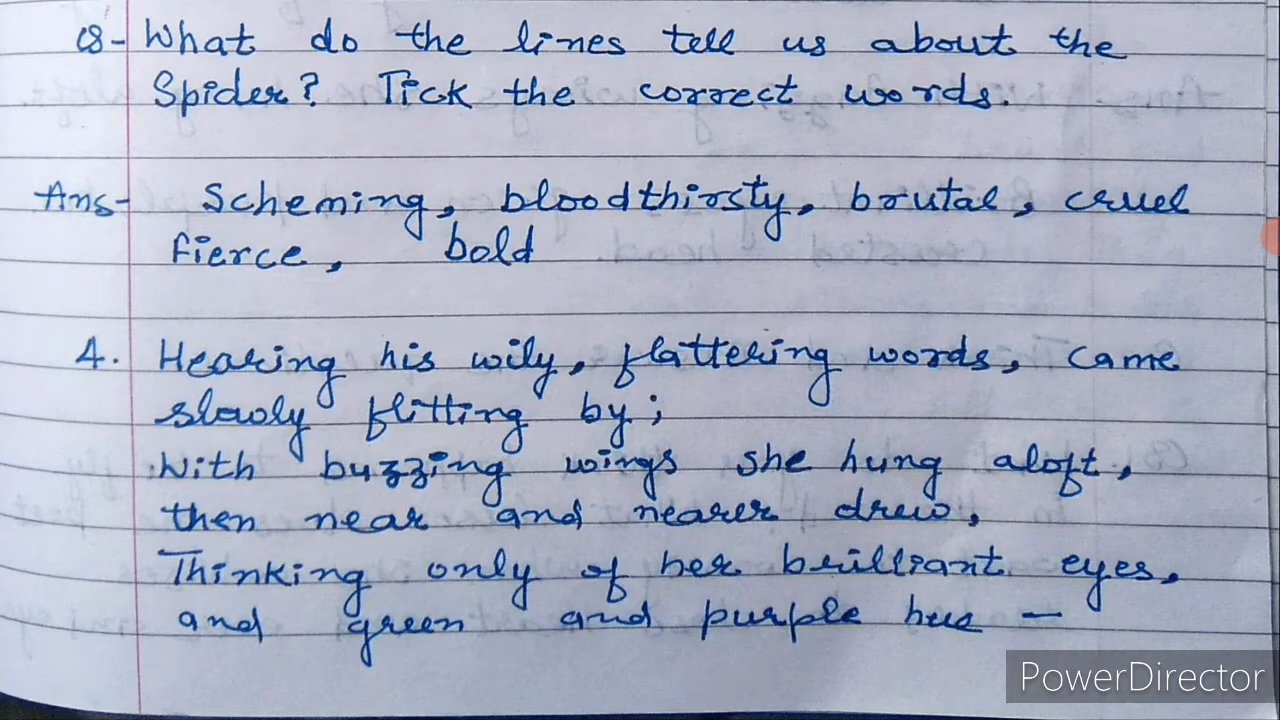 Q- What do the lines tell us about the
Spider? Tick the correct words.
Ans- Scheming, bloodthirsty, brutal, cruel
fierce, bold
4. Hearing his wily, flattering words, came
slowly flitting by;
With buzzing wings she hung aloft,
then near and nearer drew,
Thinking only of her brilliant eyes,
and green and purple hue —
PowerDirector